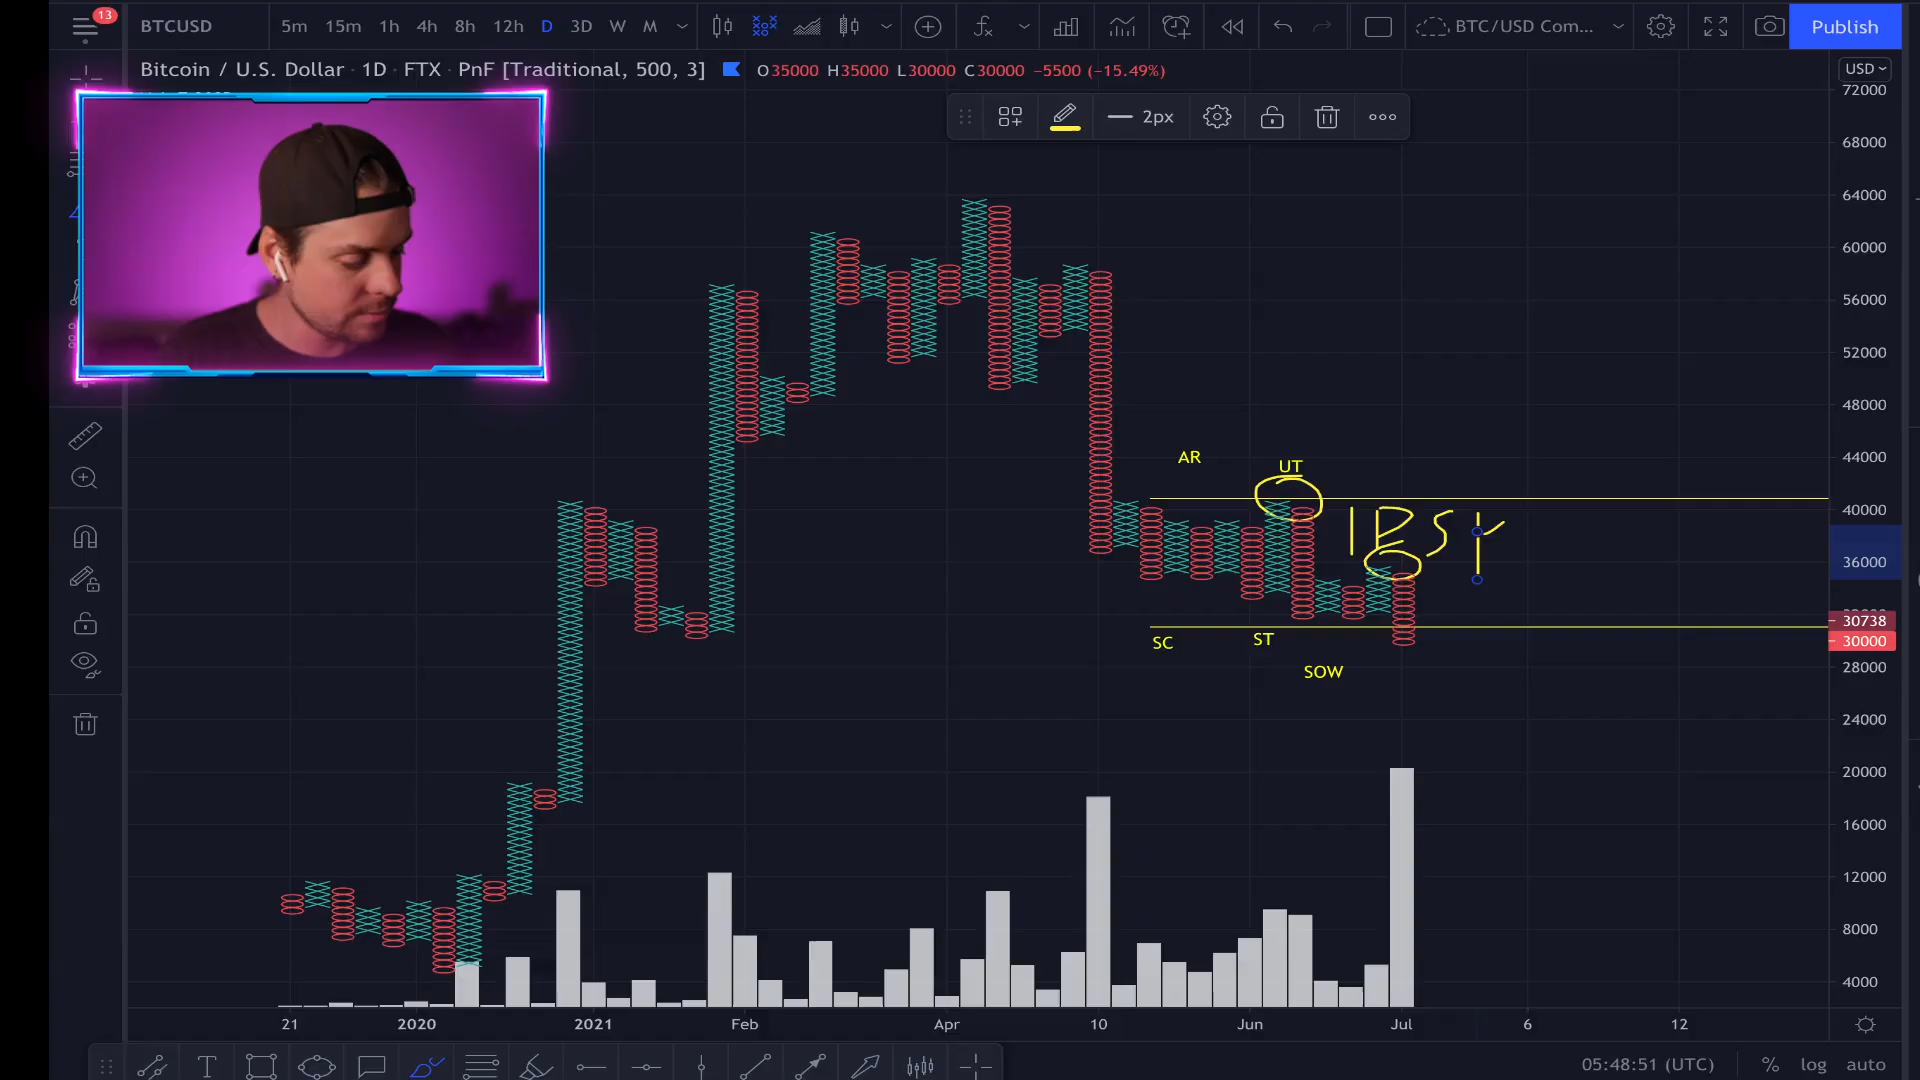 13 BTCUSD 5m 15m 1h 4h 8h 12h D 3D W M BTC/USD Com... Publish
Bitcoin / U.S. Dollar · 1D · FTX · PnF [Traditional, 500, 3] O35000 H35000 L30000 C30000 −5500 (−15.49%) USD
72000
2px
68000
64000
60000
56000
52000
48000
AR 44000
UT
40000
36000
30738
SC ST 30000
SOW 28000
24000
20000
16000
12000
8000
4000
21 2020 2021 Feb Apr 10 Jun Jul 6 12
05:48:51 (UTC) % log auto